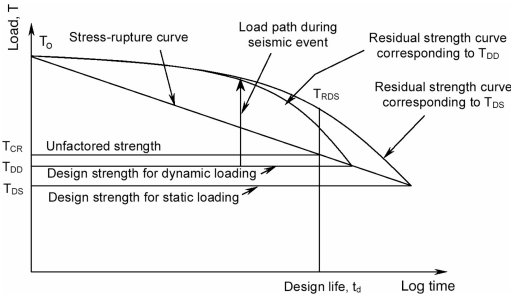 Load, T
T₀
Stress-rupture curve
Load path during
seismic event
Residual strength curve
corresponding to T_DD
T_RDS
Residual strength curve
corresponding to T_DS
T_CR
Unfactored strength
T_DD
Design strength for dynamic loading
T_DS
Design strength for static loading
Design life, t_d
Log time